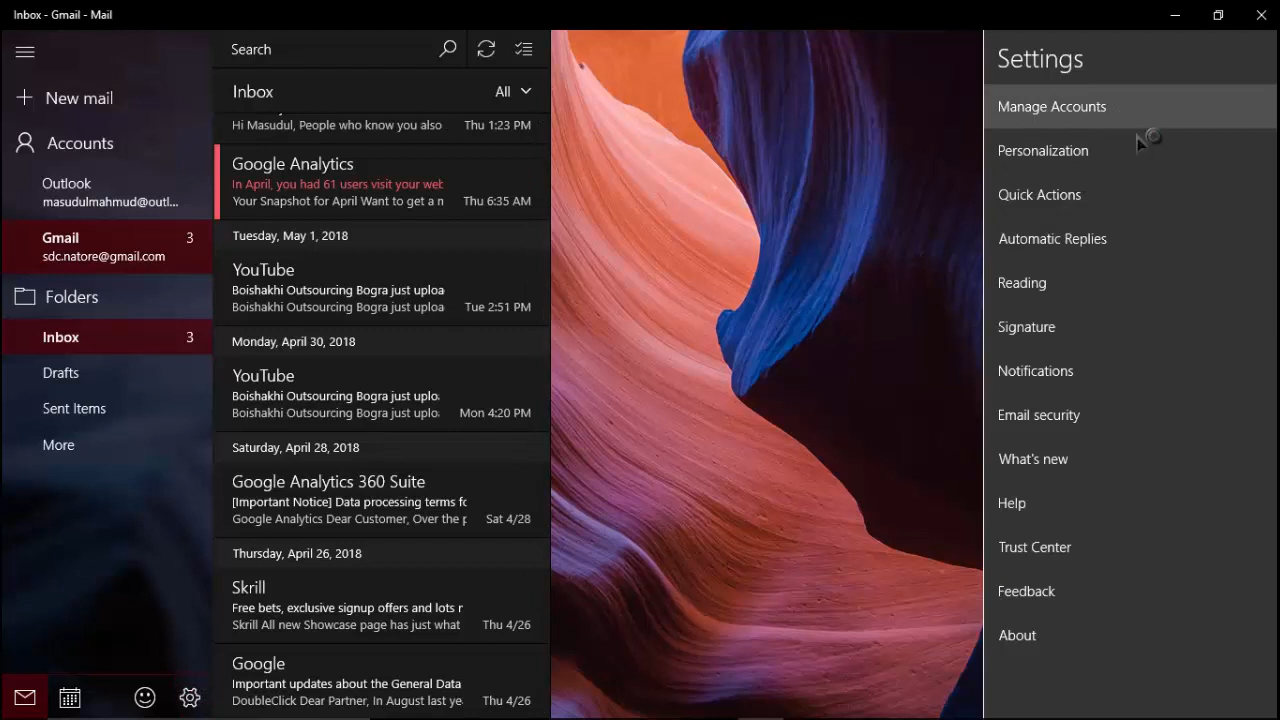 Inbox - Gmail - Mail
New mail
Accounts
Outlook
masudulmahmud@outl...
Gmail 3
sdc.natore@gmail.com
Folders
Inbox 3
Drafts
Sent Items
More
Search
Inbox
All
Hi Masudul, People who know you also Thu 1:23 PM
Google Analytics
In April, you had 61 users visit your web
Your Snapshot for April Want to get a n Thu 6:35 AM
Tuesday, May 1, 2018
YouTube
Boishakhi Outsourcing Bogra just uploa
Boishakhi Outsourcing Bogra just uploa Tue 2:51 PM
Monday, April 30, 2018
YouTube
Boishakhi Outsourcing Bogra just uploa
Boishakhi Outsourcing Bogra just uploa Mon 4:20 PM
Saturday, April 28, 2018
Google Analytics 360 Suite
[Important Notice] Data processing terms fo
Google Analytics Dear Customer, Over the p Sat 4/28
Thursday, April 26, 2018
Skrill
Free bets, exclusive signup offers and lots r
Skrill All new Showcase page has just what Thu 4/26
Google
Important updates about the General Data
DoubleClick Dear Partner, In August last ye Thu 4/26
Settings
Manage Accounts
Personalization
Quick Actions
Automatic Replies
Reading
Signature
Notifications
Email security
What's new
Help
Trust Center
Feedback
About